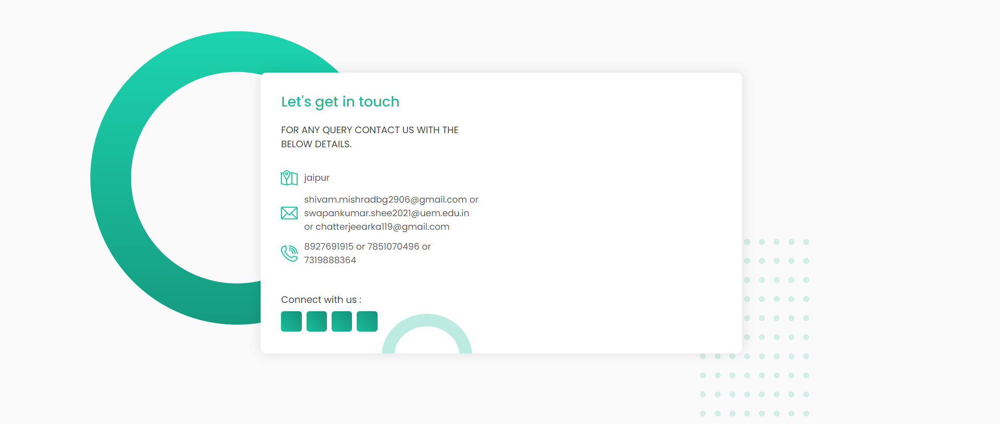 Let's get in touch
FOR ANY QUERY CONTACT US WITH THE
BELOW DETAILS.
jaipur
shivam.mishradbg2906@gmail.com or
swapankumar.shee2021@uem.edu.in
or chatterjeearka119@gmail.com
8927691915 or 7851070496 or
7319888364
Connect with us :